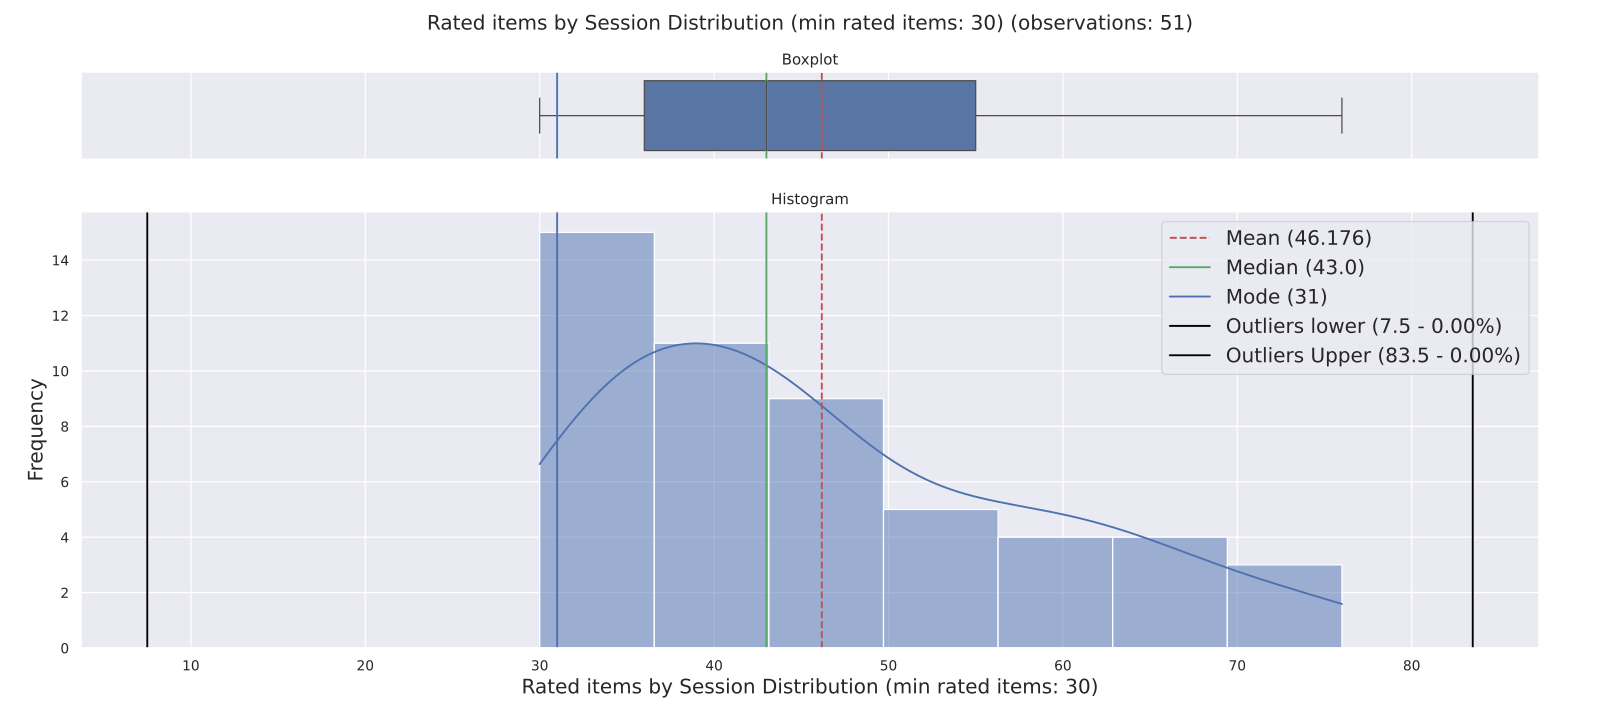 Rated items by Session Distribution (min rated items: 30) (observations: 51)
Boxplot
Histogram
Mean (46.176)
Median (43.0)
Mode (31)
Outliers lower (7.5 - 0.00%)
Outliers Upper (83.5 - 0.00%)
Frequency
14
12
10
8
6
4
2
0
10 20 30 40 50 60 70 80
Rated items by Session Distribution (min rated items: 30)